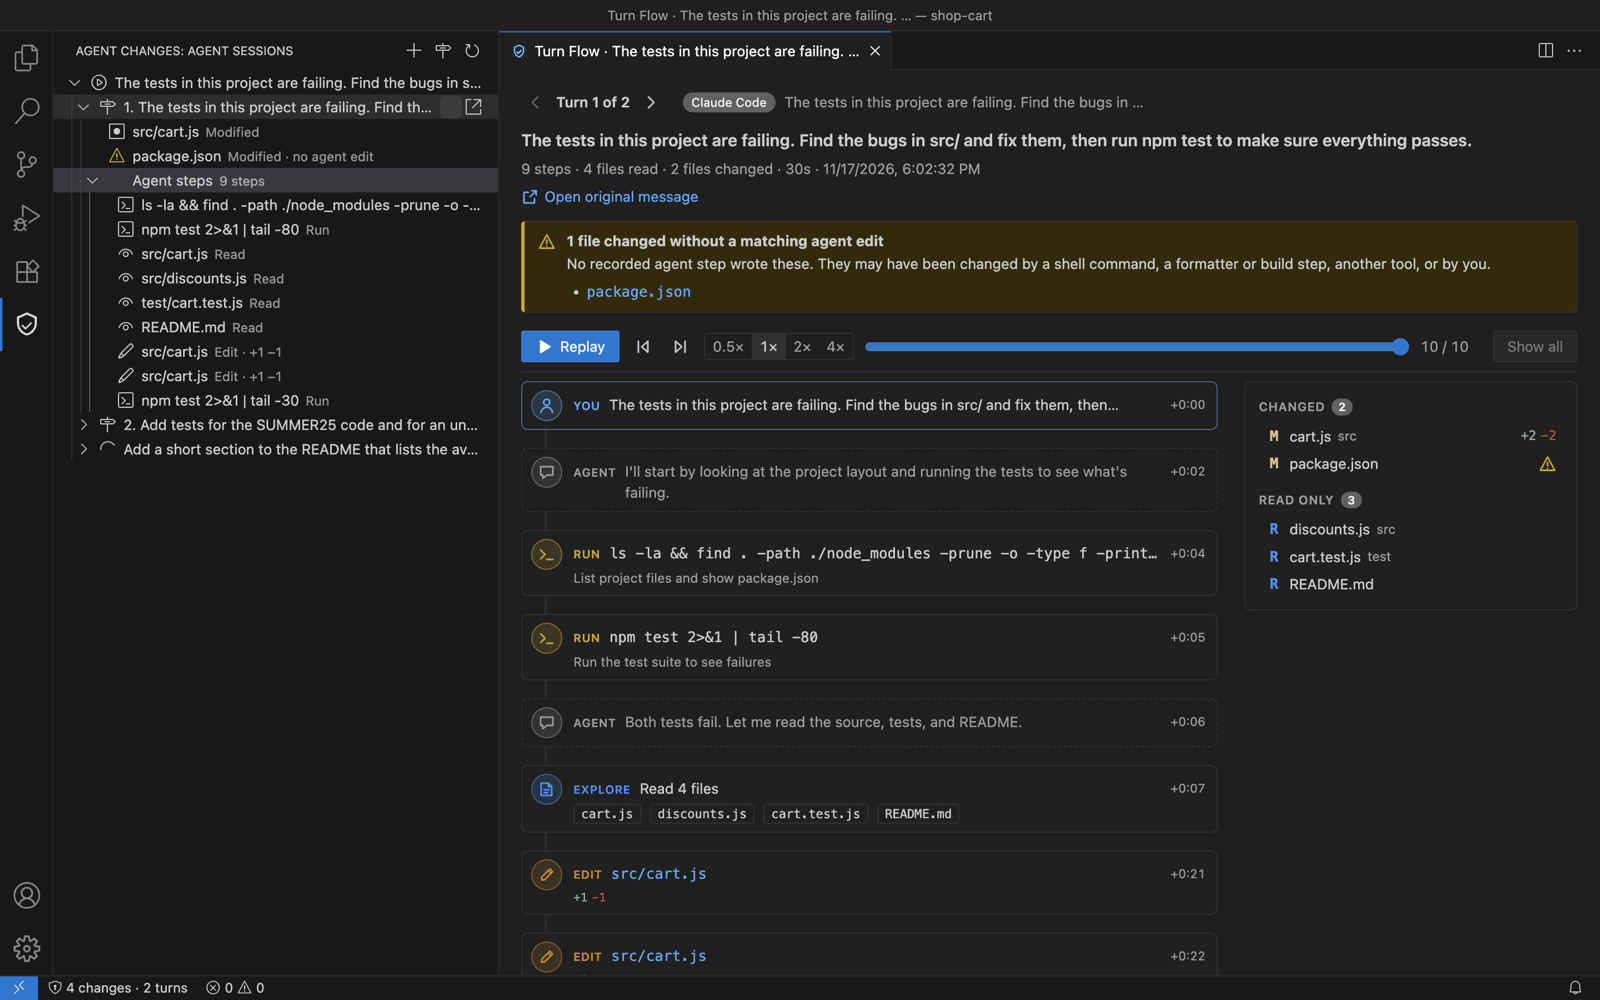 Turn Flow · The tests in this project are failing. ... — shop-cart
AGENT CHANGES: AGENT SESSIONS
The tests in this project are failing. Find the bugs in s...
1. The tests in this project are failing. Find th...
src/cart.js Modified
package.json Modified · no agent edit
Agent steps 9 steps
ls -la && find . -path ./node_modules -prune -o -...
npm test 2>&1 | tail -80 Run
src/cart.js Read
src/discounts.js Read
test/cart.test.js Read
README.md Read
src/cart.js Edit · +1 −1
src/cart.js Edit · +1 −1
npm test 2>&1 | tail -30 Run
2. Add tests for the SUMMER25 code and for an un...
Add a short section to the README that lists the av...
Turn Flow · The tests in this project are failing. ...
Turn 1 of 2
Claude Code
The tests in this project are failing. Find the bugs in ...
The tests in this project are failing. Find the bugs in src/ and fix them, then run npm test to make sure everything passes.
9 steps · 4 files read · 2 files changed · 30s · 11/17/2026, 6:02:32 PM
Open original message
1 file changed without a matching agent edit
No recorded agent step wrote these. They may have been changed by a shell command, a formatter or build step, another tool, or by you.
• package.json
Replay
0.5× 1× 2× 4×
10 / 10
Show all
YOU The tests in this project are failing. Find the bugs in src/ and fix them, then... +0:00
AGENT I'll start by looking at the project layout and running the tests to see what's +0:02
failing.
RUN ls -la && find . -path ./node_modules -prune -o -type f -print... +0:04
List project files and show package.json
RUN npm test 2>&1 | tail -80 +0:05
Run the test suite to see failures
AGENT Both tests fail. Let me read the source, tests, and README. +0:06
EXPLORE Read 4 files +0:07
cart.js discounts.js cart.test.js README.md
EDIT src/cart.js +0:21
+1 −1
EDIT src/cart.js +0:22
CHANGED 2
M cart.js src +2 −2
M package.json
READ ONLY 3
R discounts.js src
R cart.test.js test
R README.md
4 changes · 2 turns
0 0